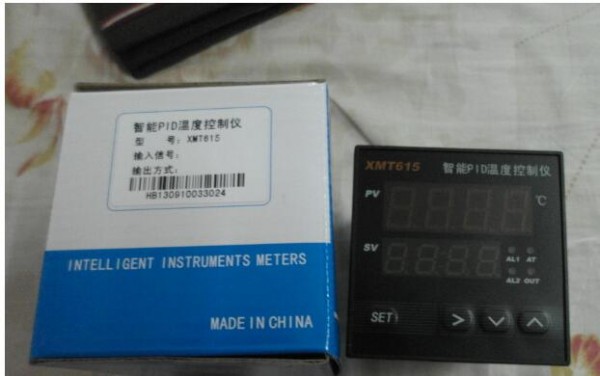 智能PID温度控制仪
型 号: XMT615
输入信号:
输出方式:
HB130910033024
INTELLIGENT INSTRUMENTS METERS
MADE IN CHINA
XMT615 智能PID温度控制仪
PV
℃
SV
AL1 AT
AL2 OUT
SET